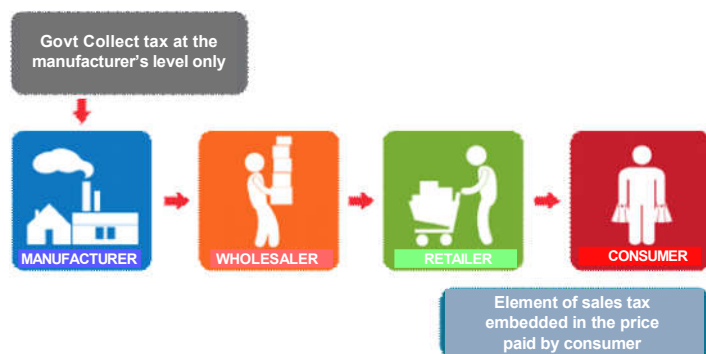 Govt Collect tax at the
manufacturer's level only
MANUFACTURER
WHOLESALER
RETAILER
CONSUMER
Element of sales tax
embedded in the price
paid by consumer